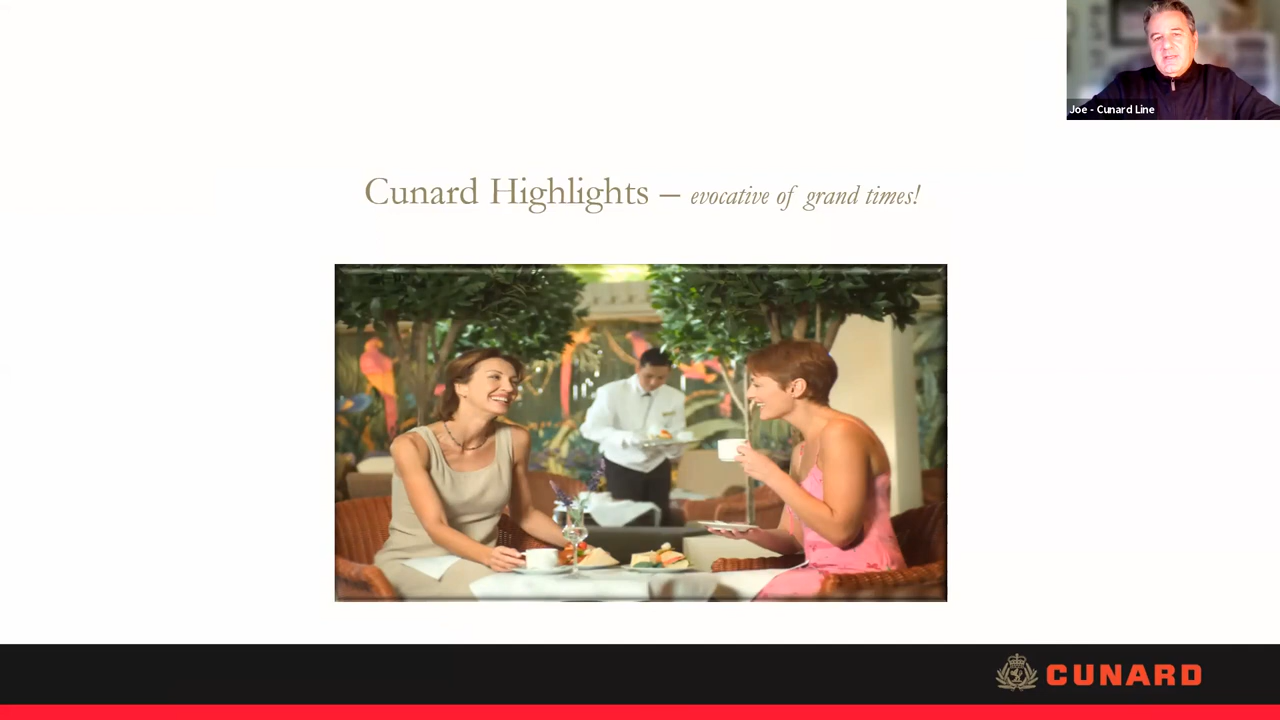 Joe - Cunard Line
Cunard Highlights – evocative of grand times!
CUNARD